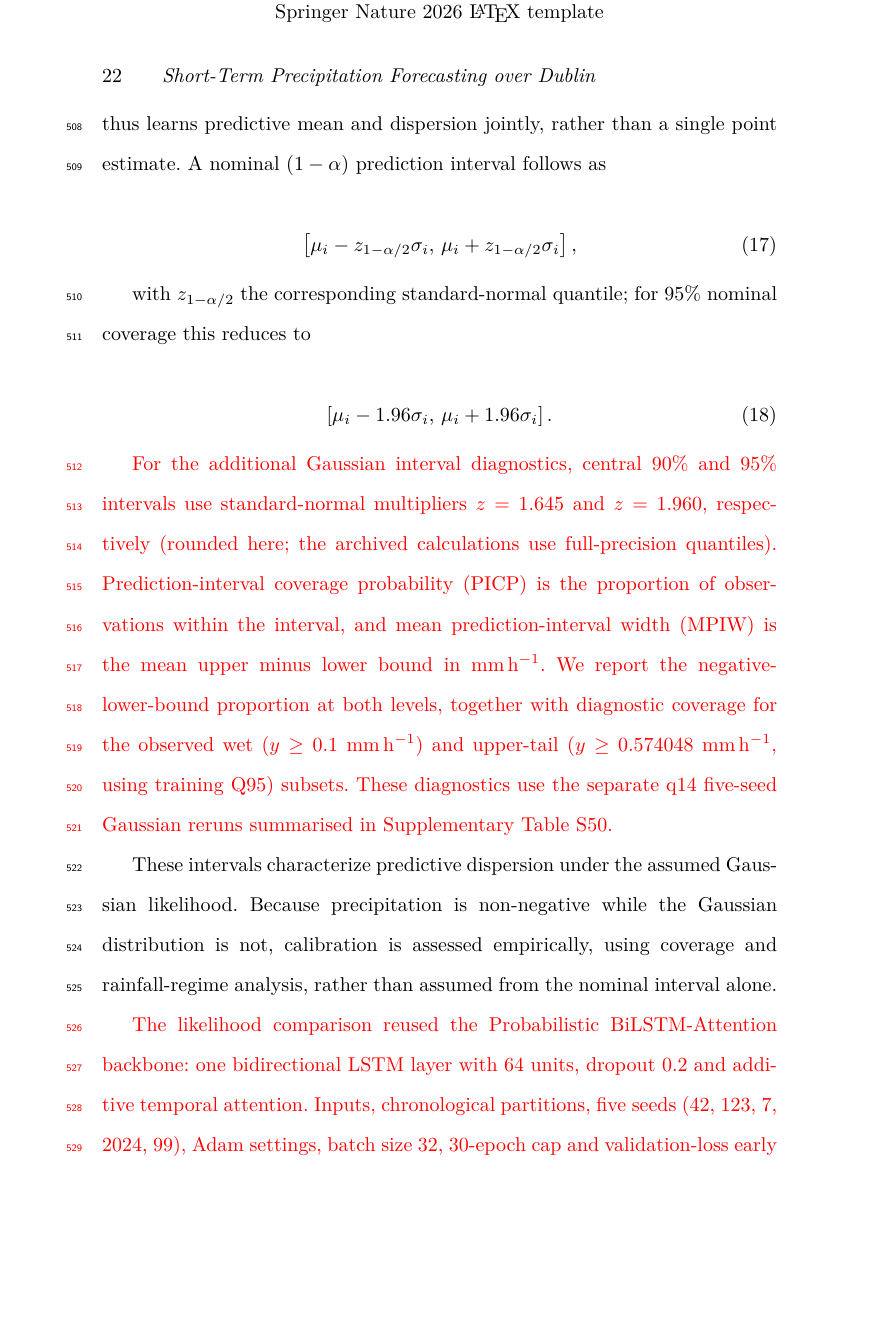 Springer Nature 2026 LATEX template
22 Short-Term Precipitation Forecasting over Dublin
508 thus learns predictive mean and dispersion jointly, rather than a single point
509 estimate. A nominal (1 − α) prediction interval follows as
[μᵢ − z₁₋α/₂σᵢ, μᵢ + z₁₋α/₂σᵢ] , (17)
510 with z₁₋α/₂ the corresponding standard-normal quantile; for 95% nominal
511 coverage this reduces to
[μᵢ − 1.96σᵢ, μᵢ + 1.96σᵢ] . (18)
512 For the additional Gaussian interval diagnostics, central 90% and 95%
513 intervals use standard-normal multipliers z = 1.645 and z = 1.960, respec-
514 tively (rounded here; the archived calculations use full-precision quantiles).
515 Prediction-interval coverage probability (PICP) is the proportion of obser-
516 vations within the interval, and mean prediction-interval width (MPIW) is
517 the mean upper minus lower bound in mm h⁻¹. We report the negative-
518 lower-bound proportion at both levels, together with diagnostic coverage for
519 the observed wet (y ≥ 0.1 mm h⁻¹) and upper-tail (y ≥ 0.574048 mm h⁻¹,
520 using training Q95) subsets. These diagnostics use the separate q14 five-seed
521 Gaussian reruns summarised in Supplementary Table S50.
522 These intervals characterize predictive dispersion under the assumed Gaus-
523 sian likelihood. Because precipitation is non-negative while the Gaussian
524 distribution is not, calibration is assessed empirically, using coverage and
525 rainfall-regime analysis, rather than assumed from the nominal interval alone.
526 The likelihood comparison reused the Probabilistic BiLSTM-Attention
527 backbone: one bidirectional LSTM layer with 64 units, dropout 0.2 and addi-
528 tive temporal attention. Inputs, chronological partitions, five seeds (42, 123, 7,
529 2024, 99), Adam settings, batch size 32, 30-epoch cap and validation-loss early